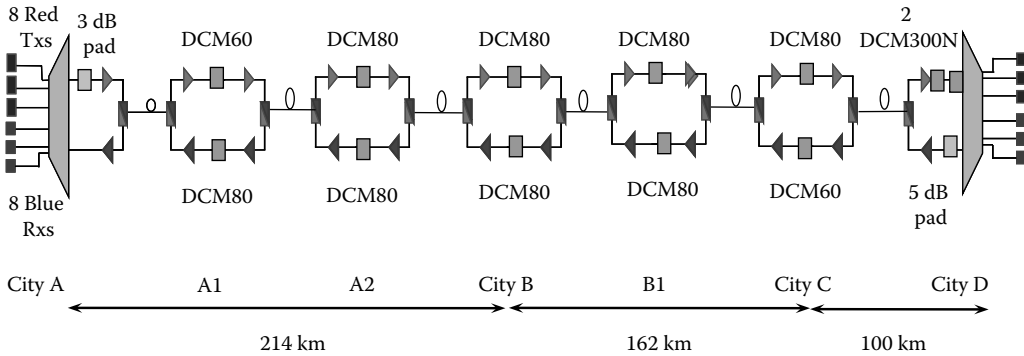 8 Red
Txs
3 dB
pad
DCM60
DCM80
DCM80
DCM80
DCM80
2
DCM300N
8 Blue
Rxs
DCM80
DCM80
DCM80
DCM80
DCM60
5 dB
pad
City A
A1
A2
City B
B1
City C
City D
214 km
162 km
100 km